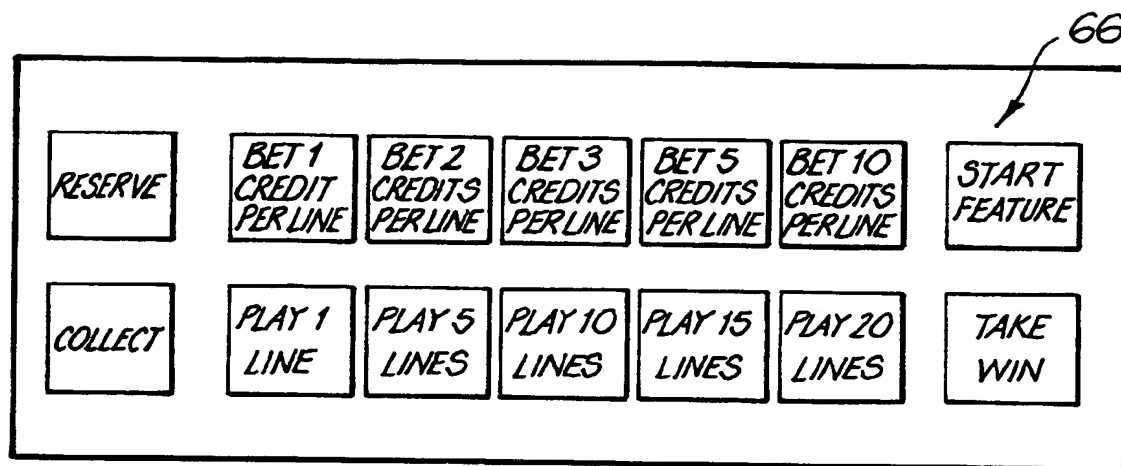 66
RESERVE
BET 1
CREDIT
PER LINE
BET 2
CREDITS
PER LINE
BET 3
CREDITS
PER LINE
BET 5
CREDITS
PER LINE
BET 10
CREDITS
PER LINE
START
FEATURE
COLLECT
PLAY 1
LINE
PLAY 5
LINES
PLAY 10
LINES
PLAY 15
LINES
PLAY 20
LINES
TAKE
WIN